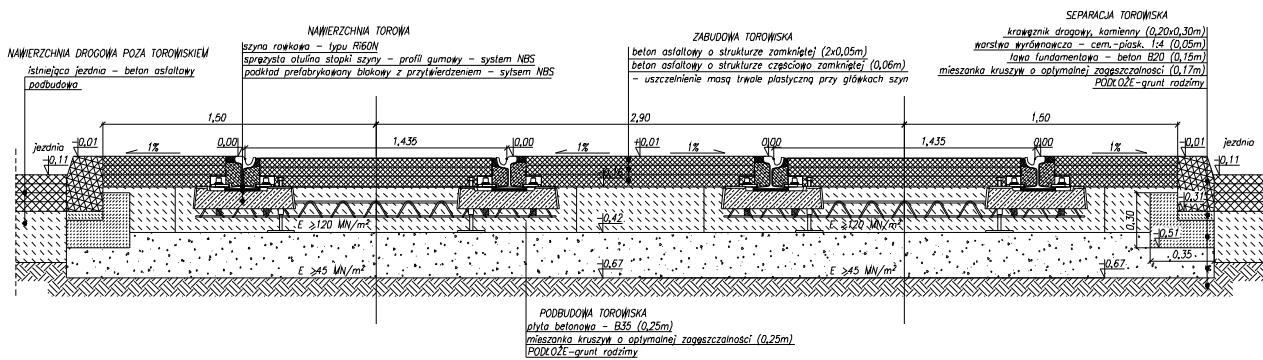 NAWIERZCHNIA DROGOWA POZA TOROWISKIEM
istniejąca jezdnia – beton asfaltowy
podbudowa
NAWIERZCHNIA TOROWA
szyna rowkowa – typu Ri60N
sprężysta otulina stopki szyny – profil gumowy – system NBS
podkład prefabrykowany blokowy z przytwierdzeniem – sytsem NBS
ZABUDOWA TOROWISKA
beton asfaltowy o strukturze zamkniętej (2x0,05m)
beton asfaltowy o strukturze częściowo zamkniętej (0,06m)
– uszczelnienie masą trwale plastyczną przy główkach szyn
SEPARACJA TOROWISKA
krawężnik drogowy, kamienny (0,20x0,30m)
warstwa wyrównawcza – cem.–piask. 1:4 (0,05m)
ława fundamentowa – beton B20 (0,15m)
mieszanka kruszyw o optymalnej zagęszczalności (0,17m)
PODŁOŻE–grunt rodzimy
1,50 2,90 1,50
jezdnia -0,01 1% 0,00 1,435 0,00 1% +0,01 1% 0,00 1,435 0,00 1% -0,01 jezdnia
-0,11 -0,11
-0,16
-0,31
E ≥120 MN/m² -0,42 E ≥120 MN/m² 0,30
-0,51
0,35
E ≥45 MN/m² -0,67 E ≥45 MN/m² -0,67
PODBUDOWA TOROWISKA
płyta betonowa – B35 (0,25m)
mieszanka kruszyw o optymalnej zagęszczalności (0,25m)
PODŁOŻE–grunt rodzimy